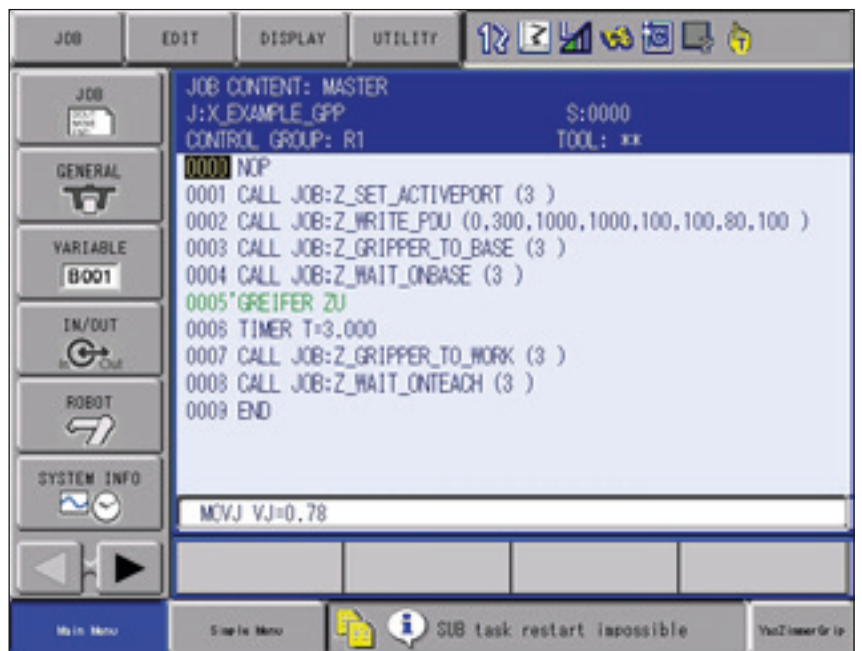 JOB EDIT DISPLAY UTILITY
JOB
GENERAL
VARIABLE
B001
IN/OUT
In Out
ROBOT
SYSTEM INFO
JOB CONTENT: MASTER
J:X_EXAMPLE_GPP S:0000
CONTROL GROUP: R1 TOOL: **
0000 NOP
0001 CALL JOB:Z_SET_ACTIVEPORT (3 )
0002 CALL JOB:Z_WRITE_PDU (0,300,1000,1000,100,100,80,100 )
0003 CALL JOB:Z_GRIPPER_TO_BASE (3 )
0004 CALL JOB:Z_WAIT_ONBASE (3 )
0005'GREIFER ZU
0006 TIMER T=3.000
0007 CALL JOB:Z_GRIPPER_TO_WORK (3 )
0008 CALL JOB:Z_WAIT_ONTEACH (3 )
0009 END
MOVJ VJ=0.78
Main Menu Simple Menu SUB task restart impossible YasZimmerGrip